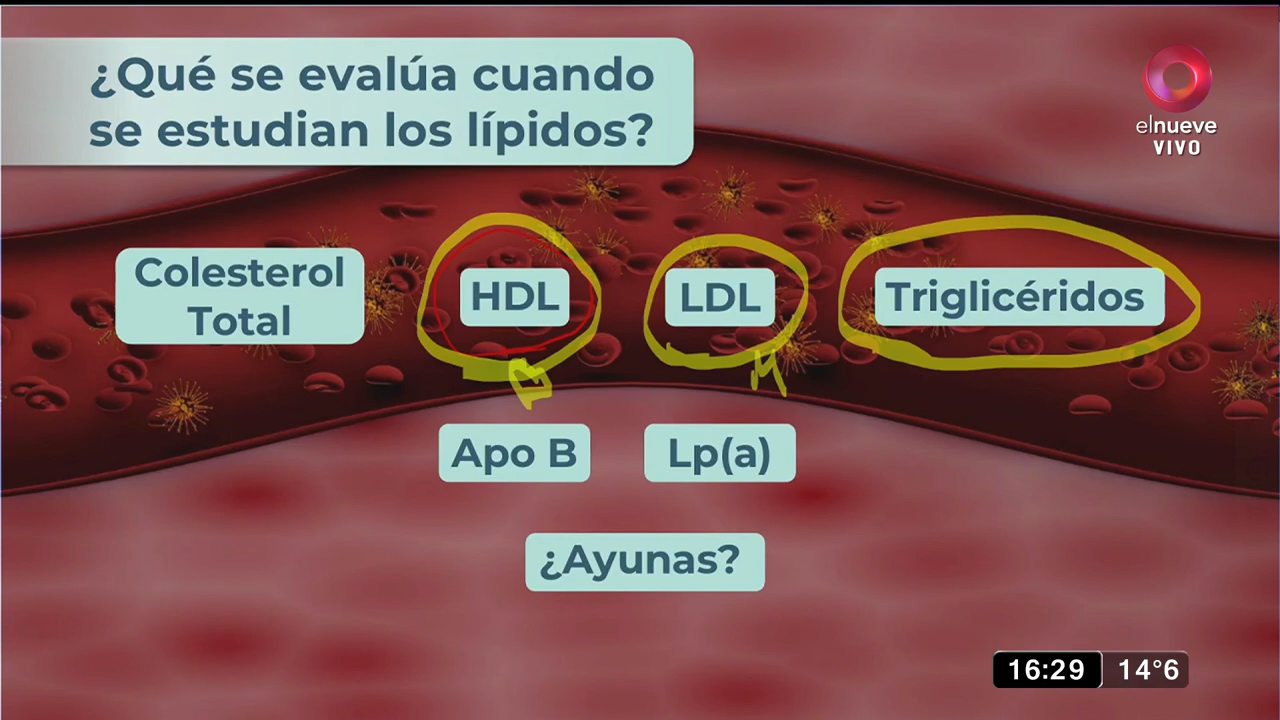 ¿Qué se evalúa cuando
se estudian los lípidos?
elnueve
VIVO
Colesterol
Total
HDL
LDL
Triglicéridos
Apo B
Lp(a)
¿Ayunas?
16:29
14°6